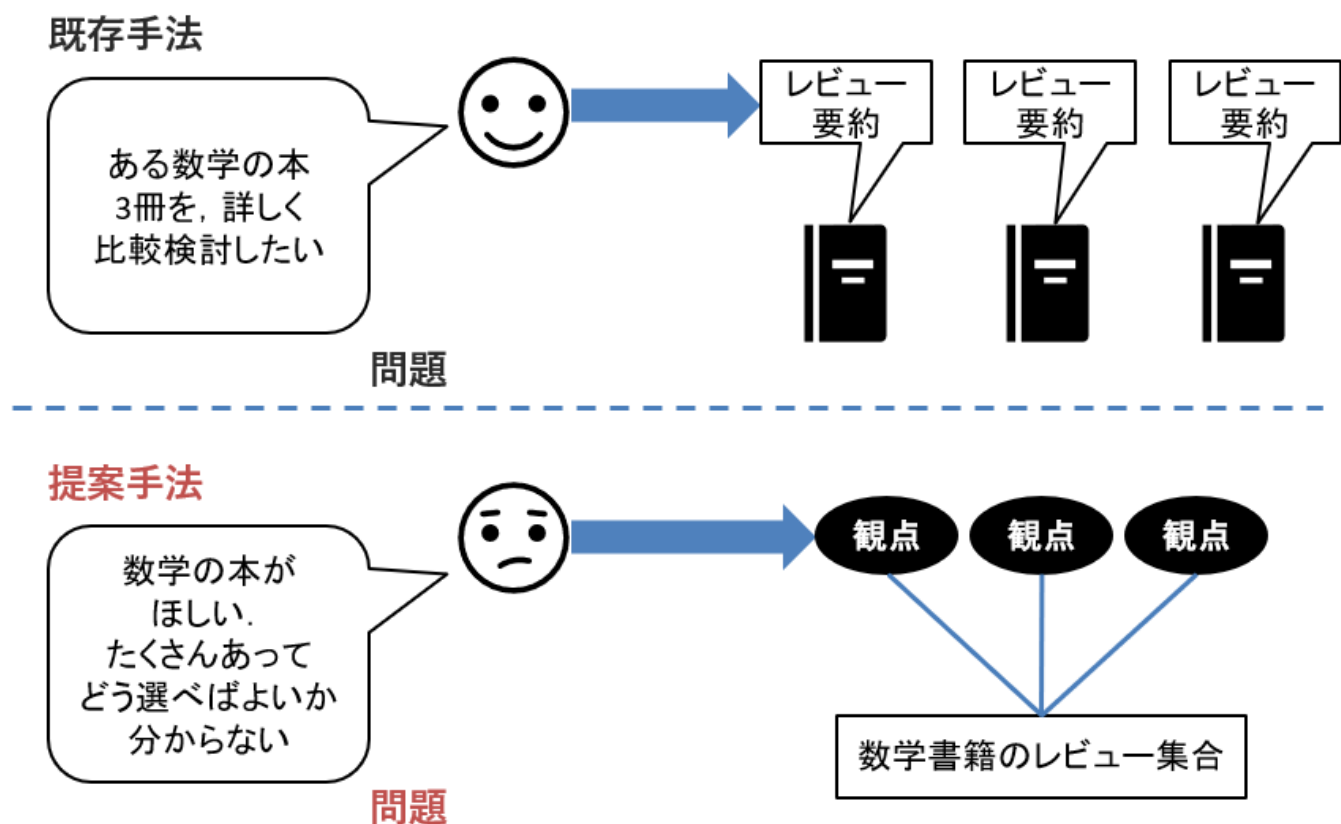 既存手法
ある数学の本
3冊を，詳しく
比較検討したい
レビュー
要約
レビュー
要約
レビュー
要約
問題
提案手法
数学の本が
ほしい．
たくさんあって
どう選べばよいか
分からない
観点
観点
観点
数学書籍のレビュー集合
問題